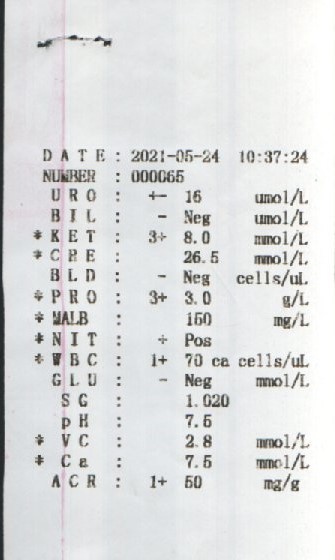 DATE : 2021-05-24 10:37:24
NUMBER : 000065
URO : +- 16 umol/L
BIL : - Neg umol/L
* KET : 3+ 8.0 mmol/L
* CRE : 26.5 mmol/L
BLD : - Neg cells/uL
* PRO : 3+ 3.0 g/L
* MALB : 150 mg/L
* NIT : + Pos
* WBC : 1+ 70 ca cells/uL
GLU : - Neg mmol/L
SG : 1.020
pH : 7.5
* VC : 2.8 mmol/L
* Ca : 7.5 mmol/L
ACR : 1+ 50 mg/g